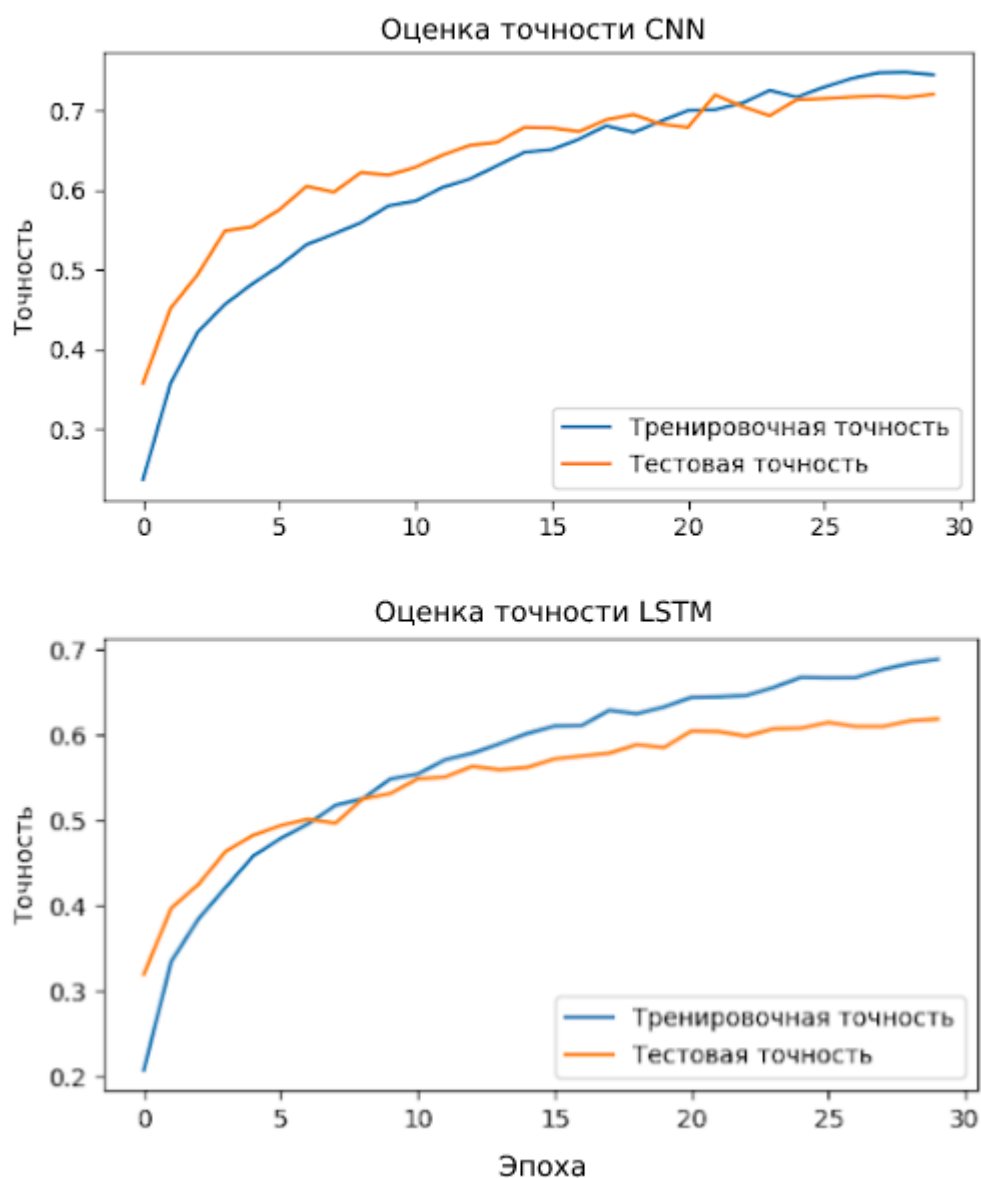 Оценка точности CNN
0.7
0.6
0.5
0.4
0.3
Точность
Тренировочная точность
Тестовая точность
0 5 10 15 20 25 30
Оценка точности LSTM
0.7
0.6
0.5
0.4
0.3
0.2
Точность
Тренировочная точность
Тестовая точность
0 5 10 15 20 25 30
Эпоха